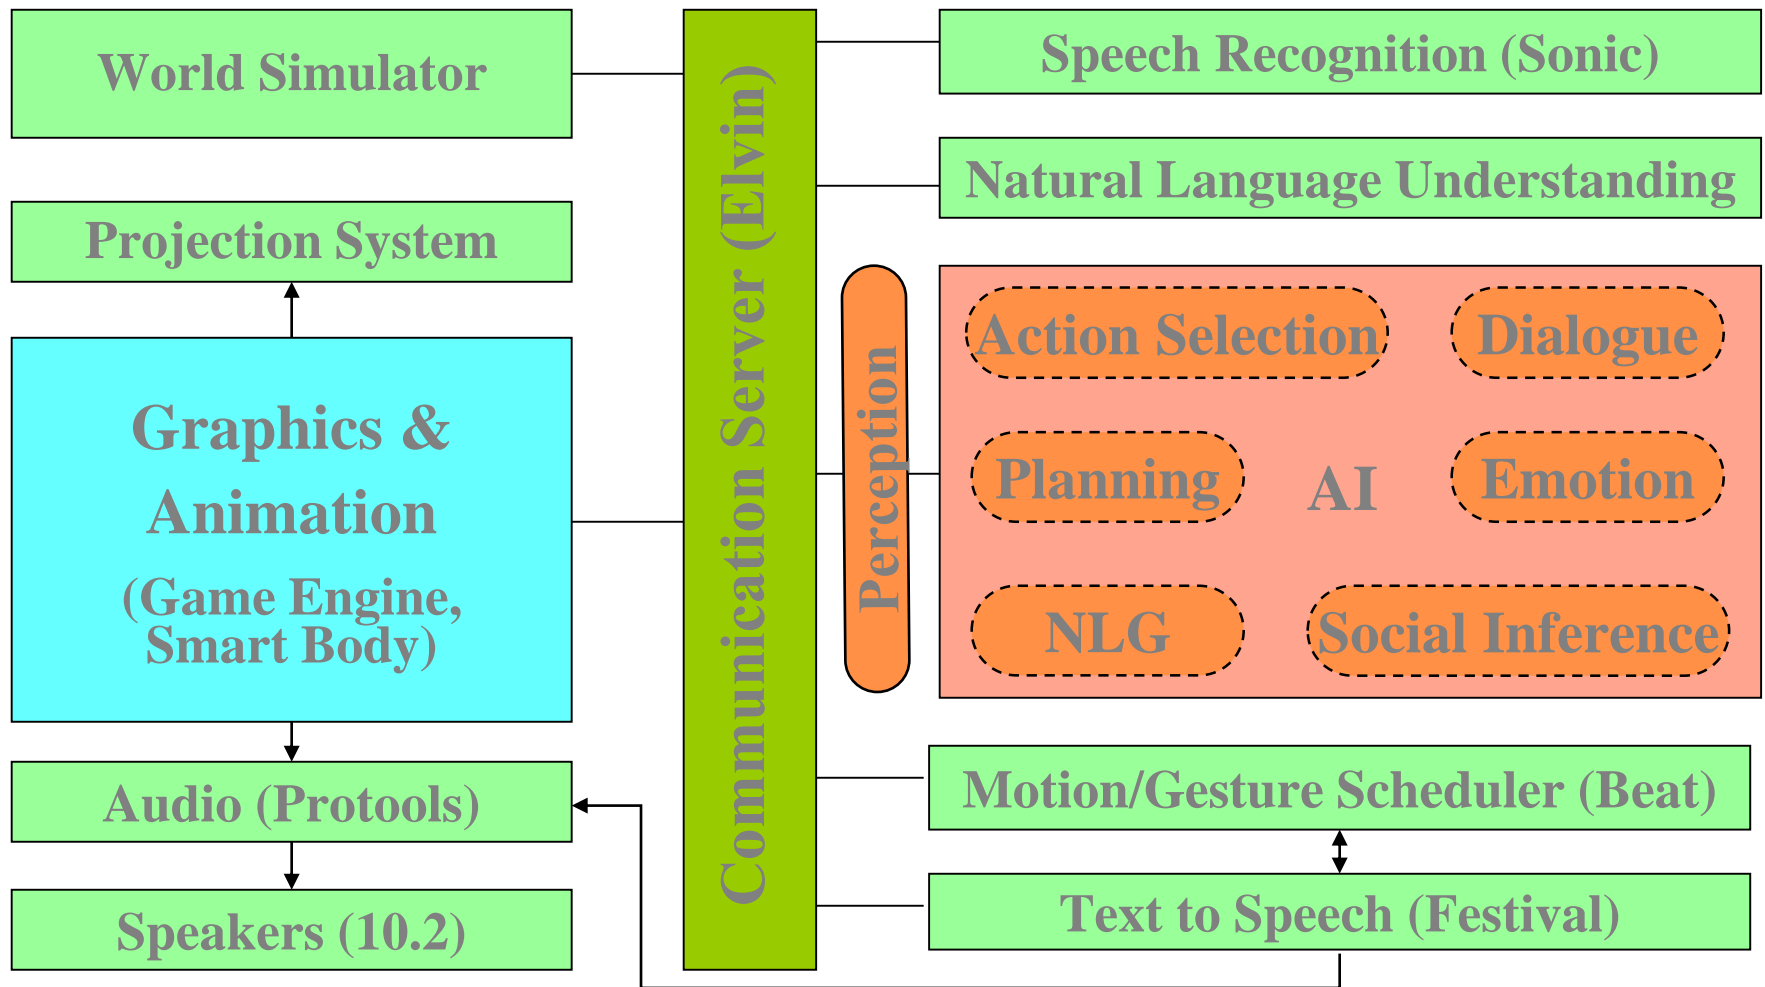 World Simulator
Projection System
Graphics &
Animation
(Game Engine,
Smart Body)
Audio (Protools)
Speakers (10.2)
Communication Server (Elvin)
Speech Recognition (Sonic)
Natural Language Understanding
Perception
Action Selection
Dialogue
Planning
AI
Emotion
NLG
Social Inference
Motion/Gesture Scheduler (Beat)
Text to Speech (Festival)